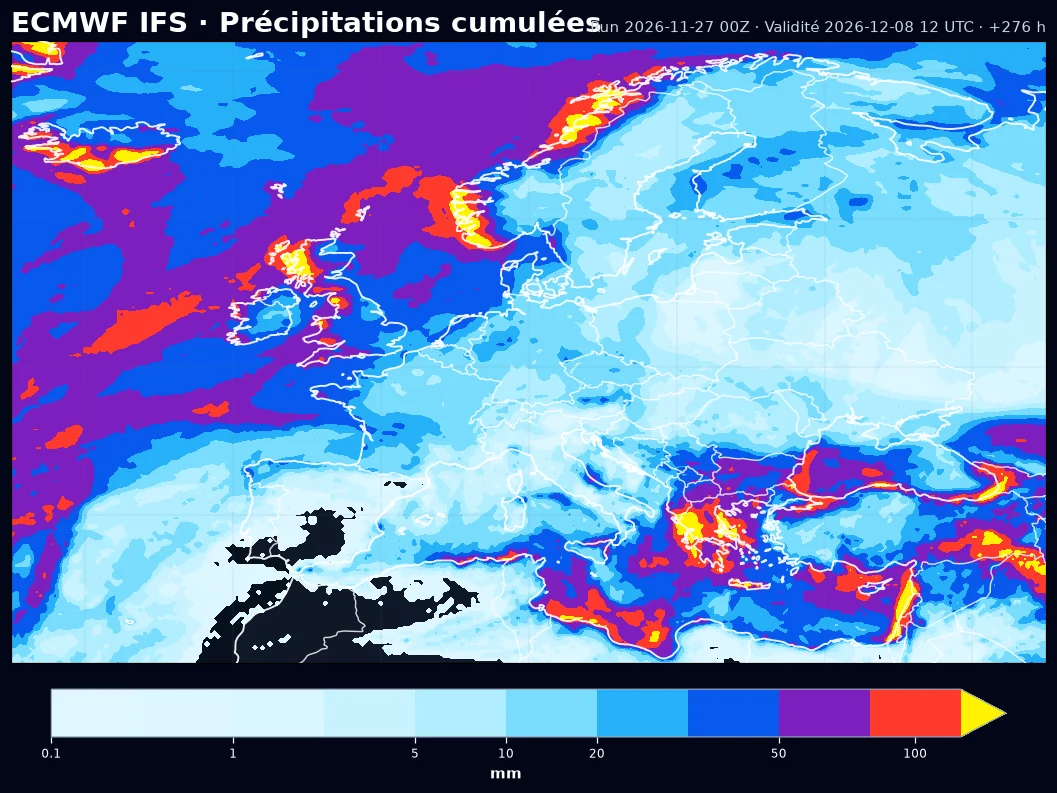 ECMWF IFS · Précipitations cumulées
Run 2026-11-27 00Z · Validité 2026-12-08 12 UTC · +276 h
0.1 1 5 10 20 50 100
mm